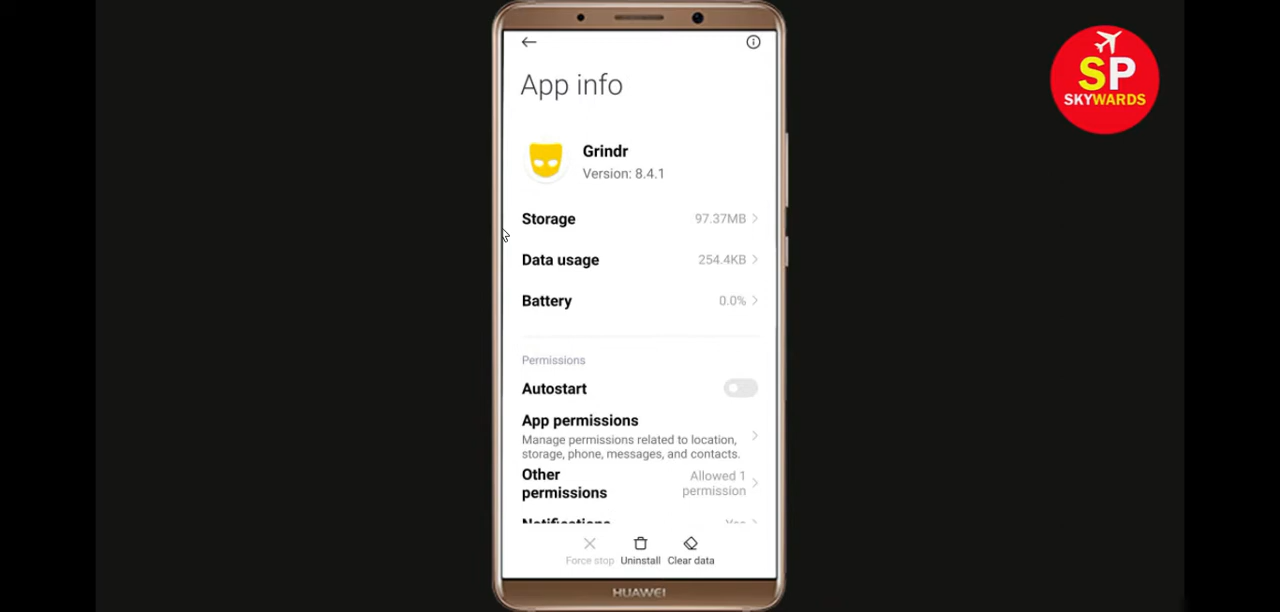 SP
SKYWARDS
App info
Grindr
Version: 8.4.1
Storage 97.37MB
Data usage 254.4KB
Battery 0.0%
Permissions
Autostart
App permissions
Manage permissions related to location,
storage, phone, messages, and contacts.
Other Allowed 1
permissions permission
Notifications Yes
Force stop Uninstall Clear data
HUAWEI